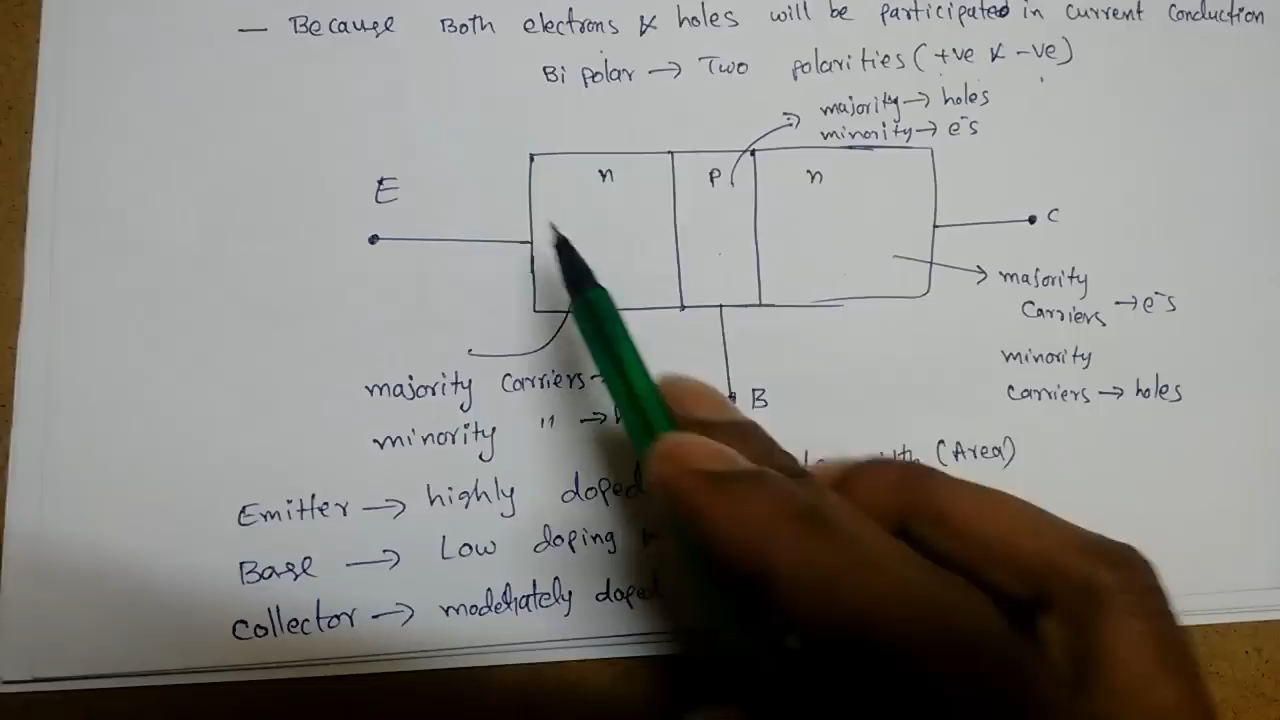 — Because Both electrons & holes will be participated in current conduction
Bi polar → Two polarities (+ve & -ve)
majority → holes
minority → e⁻s
E
n
P
n
C
majority
carriers → e⁻s
minority
carriers → holes
majority carriers
minority " →
B
(Area)
Emitter → highly doped
Base → Low doping
Collector → moderately doped